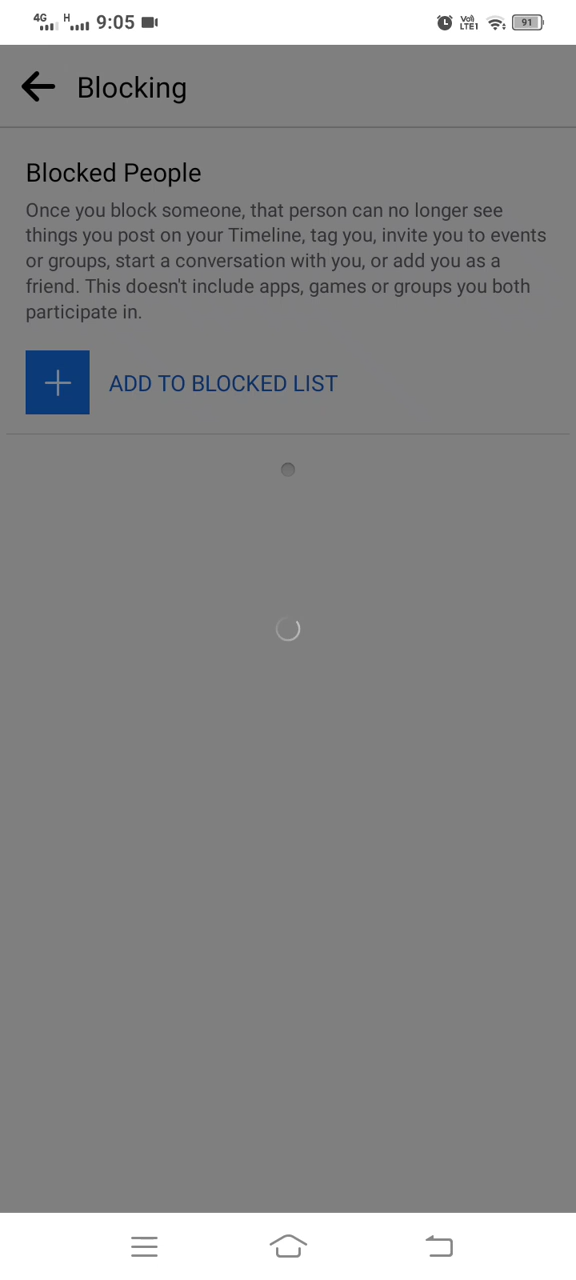 4G H 9:05 Voii LTE1 91
Blocking
Blocked People
Once you block someone, that person can no longer see
things you post on your Timeline, tag you, invite you to events
or groups, start a conversation with you, or add you as a
friend. This doesn't include apps, games or groups you both
participate in.
ADD TO BLOCKED LIST